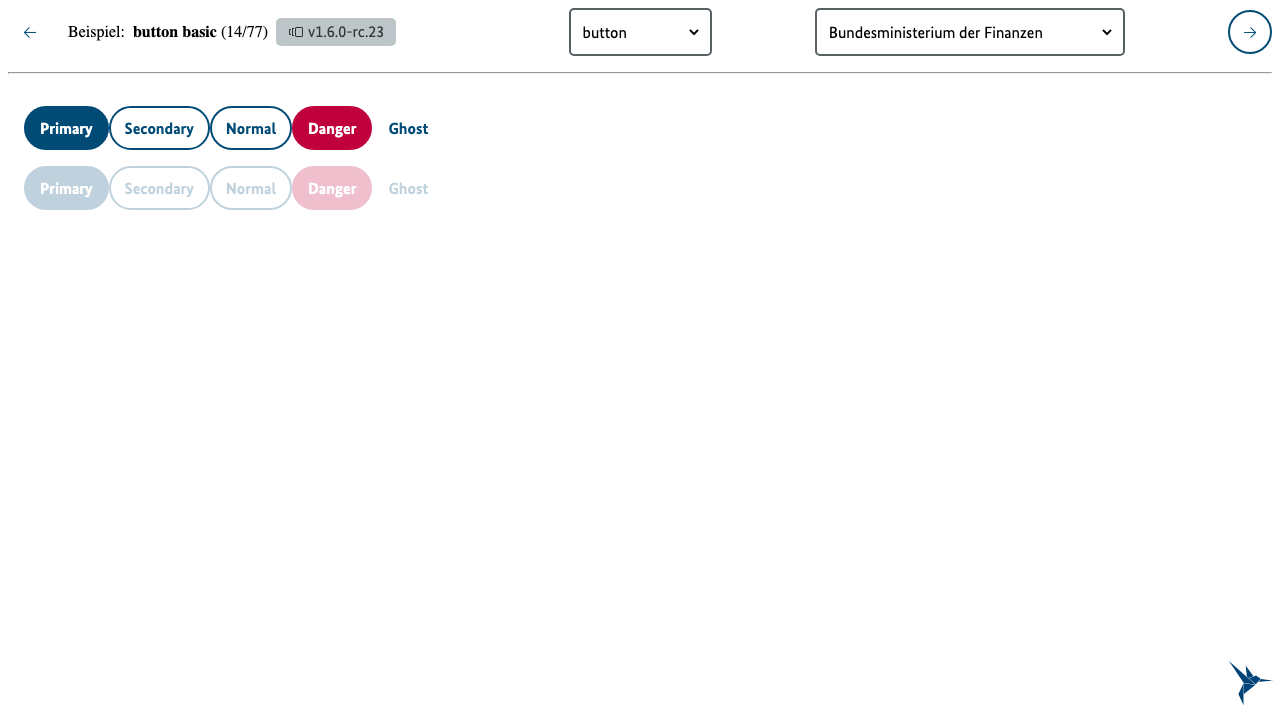 Beispiel: button basic (14/77) v1.6.0-rc.23 button Bundesministerium der Finanzen
Primary Secondary Normal Danger Ghost
Primary Secondary Normal Danger Ghost